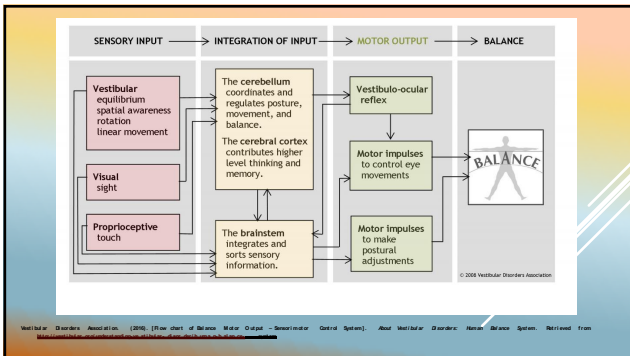 SENSORY INPUT
INTEGRATION OF INPUT
MOTOR OUTPUT
BALANCE
Vestibular
equilibrium
spatial awareness
rotation
linear movement
Visual
sight
Proprioceptive
touch
The cerebellum
coordinates and
regulates posture,
movement, and
balance.
The cerebral cortex
contributes higher
level thinking and
memory.
The brainstem
integrates and
sorts sensory
information.
Vestibulo-ocular
reflex
Motor impulses
to control eye
movements
Motor impulses
to make
postural
adjustments
BALANCE
© 2008 Vestibular Disorders Association
Vestibular Disorders Association. (2016). [Flow chart of Balance Motor Output – Sensorimotor Control System]. About Vestibular Disorders: Human Balance System. Retrieved from